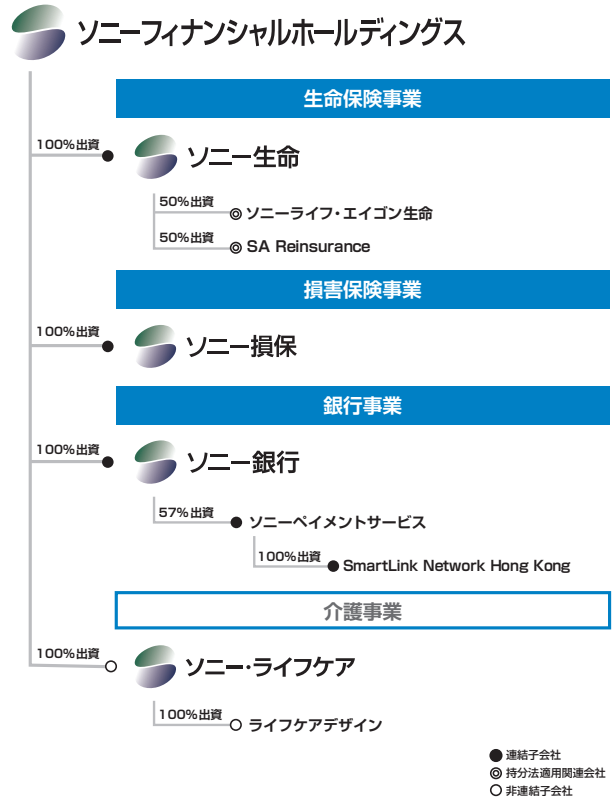 ソニーフィナンシャルホールディングス
生命保険事業
100%出資
ソニー生命
50%出資
ソニーライフ・エイゴン生命
50%出資
SA Reinsurance
損害保険事業
100%出資
ソニー損保
銀行事業
100%出資
ソニー銀行
57%出資
ソニーペイメントサービス
100%出資
SmartLink Network Hong Kong
介護事業
100%出資
ソニー・ライフケア
100%出資
ライフケアデザイン
連結子会社
持分法適用関連会社
非連結子会社